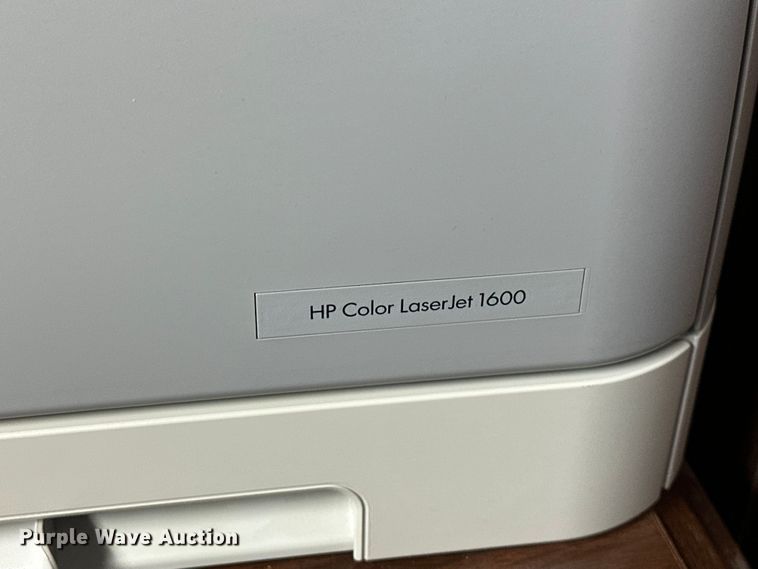 HP Color LaserJet 1600
Purple Wave Auction